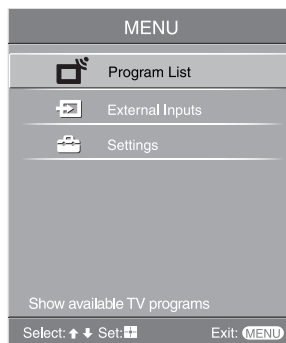 MENU
Program List
External Inputs
Settings
Show available TV programs
Select: Set: Exit: MENU